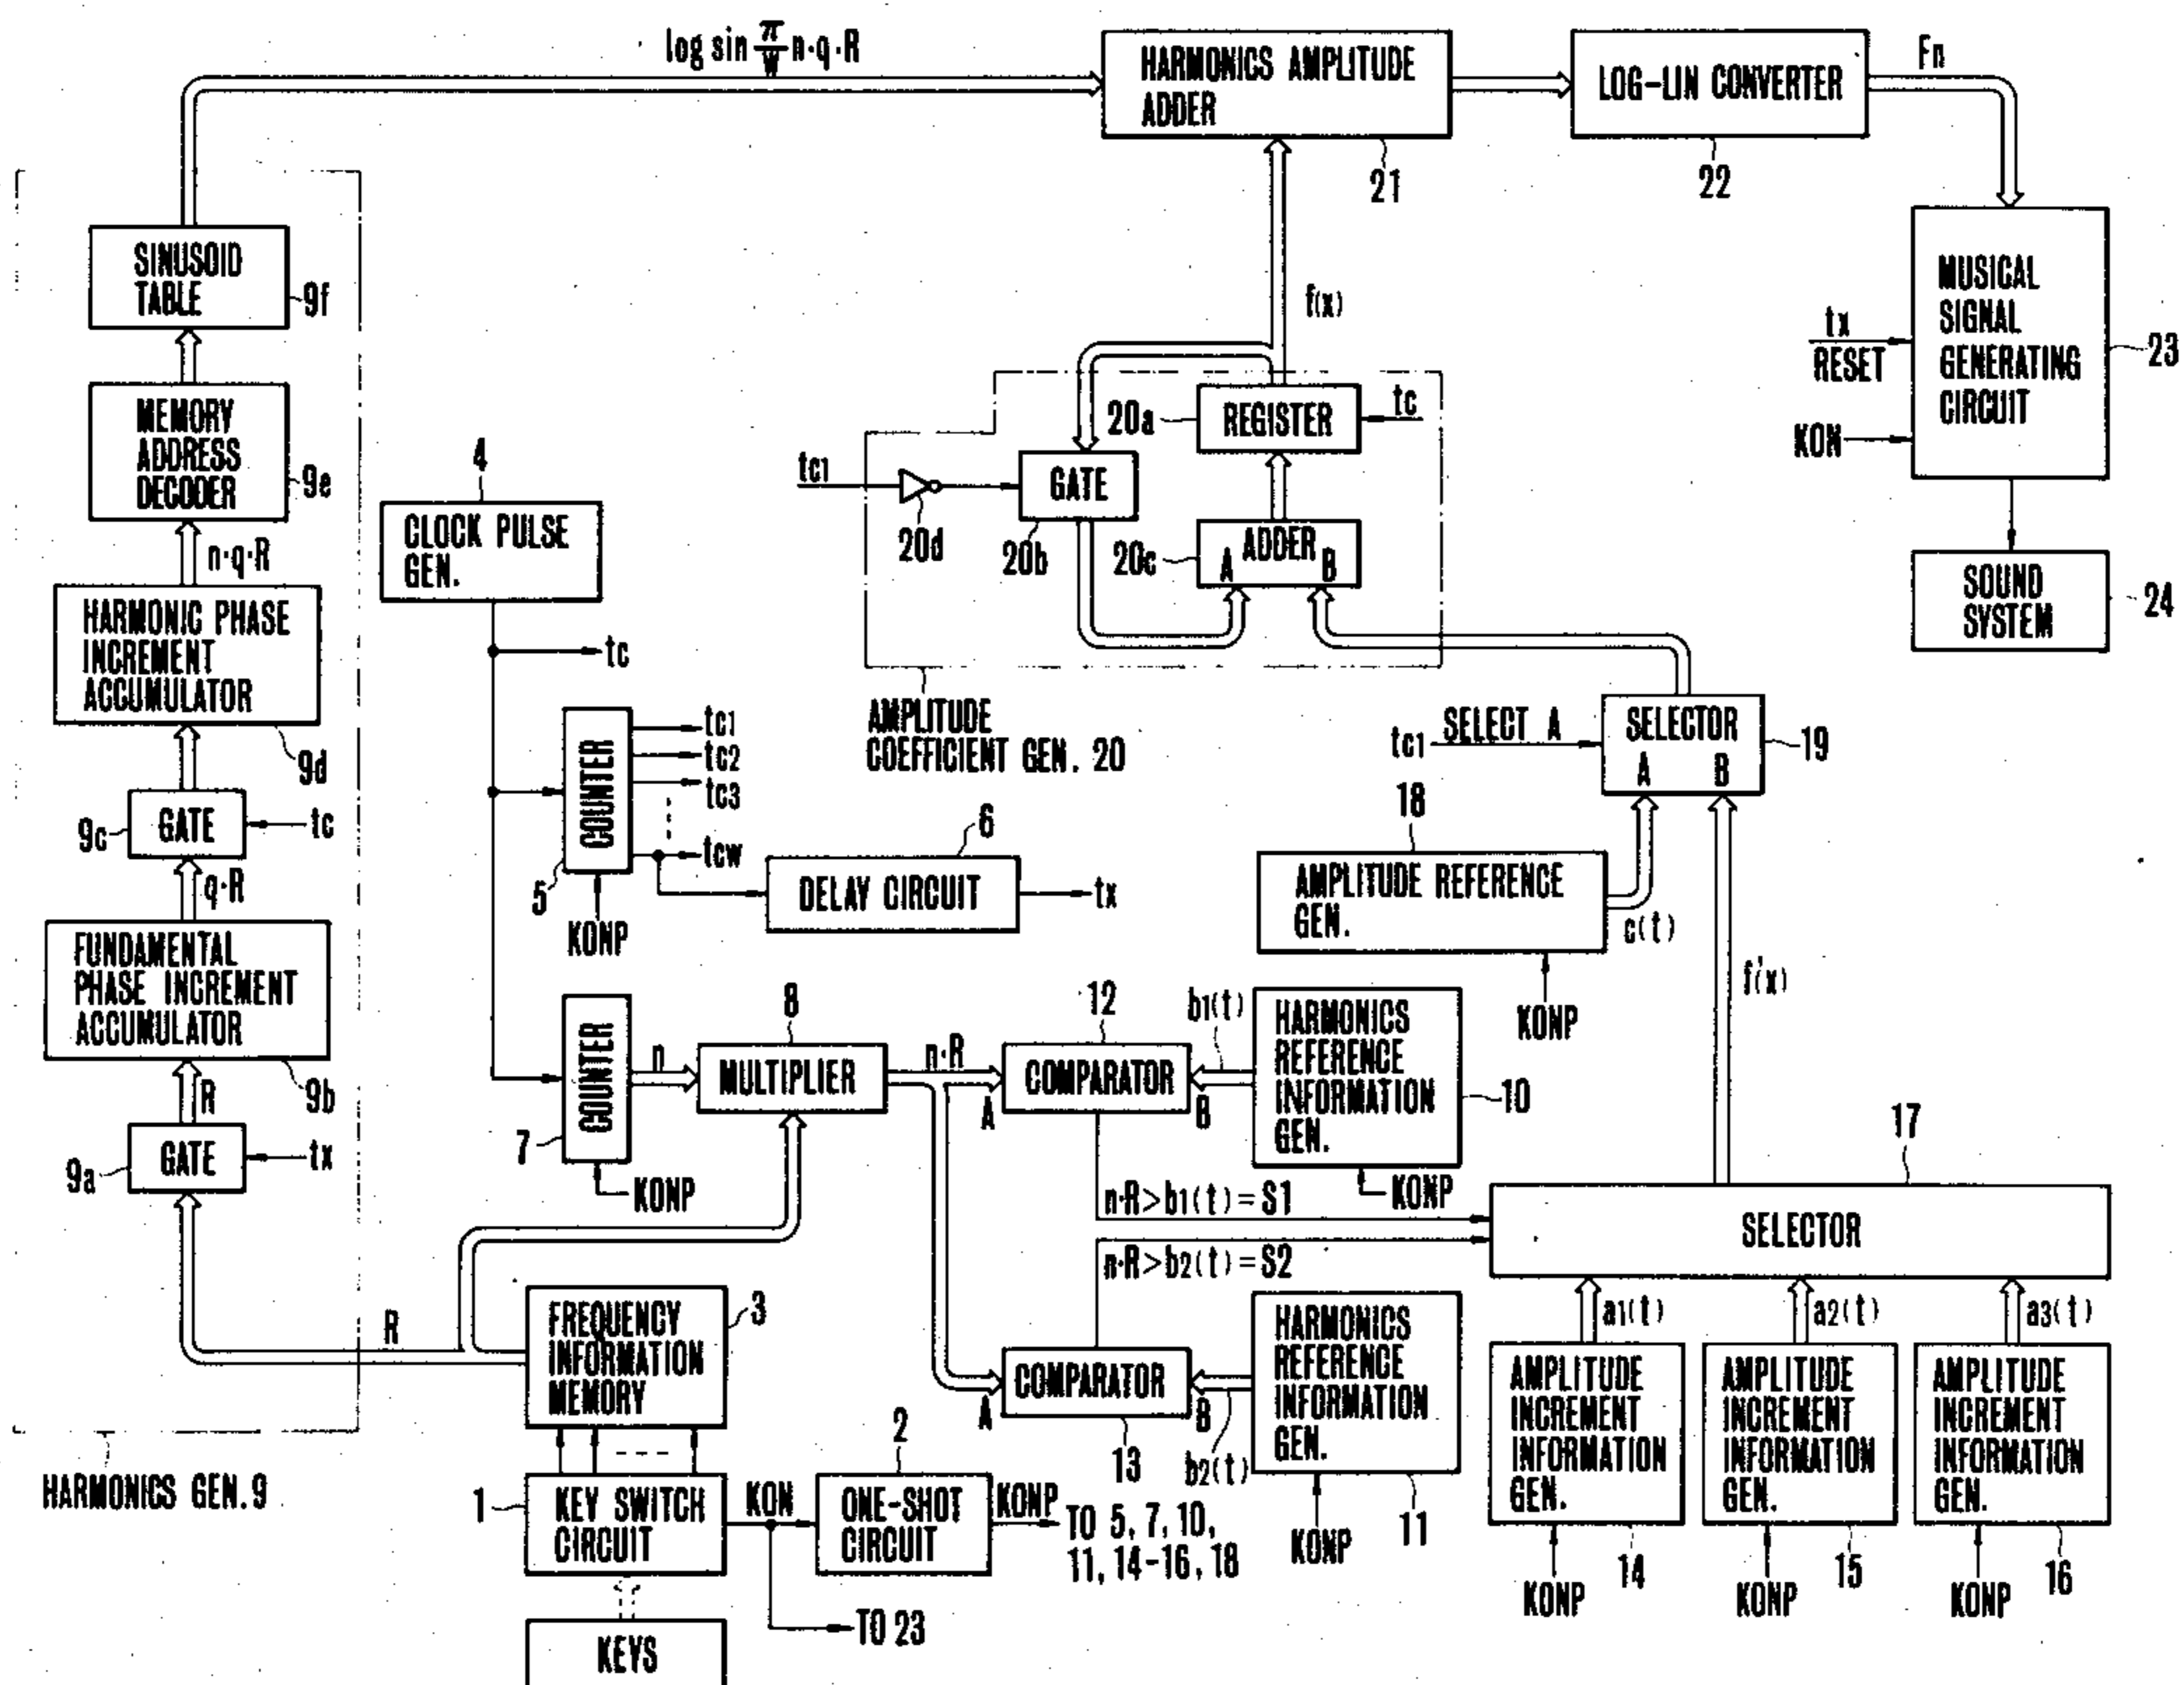 log sin π/W n·q·R
HARMONICS AMPLITUDE
ADDER
21
LOG-LIN CONVERTER
22
Fn
SINUSOID
TABLE
9f
MEMORY
ADDRESS
DECODER
9e
n·q·R
HARMONIC PHASE
INCREMENT
ACCUMULATOR
9d
GATE
9c
tc
q·R
FUNDAMENTAL
PHASE INCREMENT
ACCUMULATOR
9b
R
GATE
9a
tx
R
HARMONICS GEN. 9
4
CLOCK PULSE
GEN.
tc
COUNTER
5
tc1
tc2
tc3
tcw
KONP
6
DELAY CIRCUIT
tx
COUNTER
7
KONP
n
8
MULTIPLIER
n·R
12
COMPARATOR
A
B
b1(t)
HARMONICS
REFERENCE
INFORMATION
GEN.
10
KONP
n·R>b1(t)=S1
n·R>b2(t)=S2
COMPARATOR
A
B
13
b2(t)
HARMONICS
REFERENCE
INFORMATION
GEN.
11
KONP
FREQUENCY
INFORMATION
MEMORY
3
1
KEY SWITCH
CIRCUIT
KON
2
ONE-SHOT
CIRCUIT
KONP
TO 5, 7, 10,
11, 14-16, 18
TO 23
KEYS
f(x)
20a
REGISTER
tc
tc1
20d
GATE
20b
20c
ADDER
A
B
AMPLITUDE
COEFFICIENT GEN. 20
tc1
SELECT A
SELECTOR
A
B
19
18
AMPLITUDE REFERENCE
GEN.
c(t)
KONP
f'(x)
17
SELECTOR
a1(t)
a2(t)
a3(t)
AMPLITUDE
INCREMENT
INFORMATION
GEN.
14
KONP
AMPLITUDE
INCREMENT
INFORMATION
GEN.
15
KONP
AMPLITUDE
INCREMENT
INFORMATION
GEN.
16
KONP
MUSICAL
SIGNAL
GENERATING
CIRCUIT
23
tx
RESET
KON
SOUND
SYSTEM
24